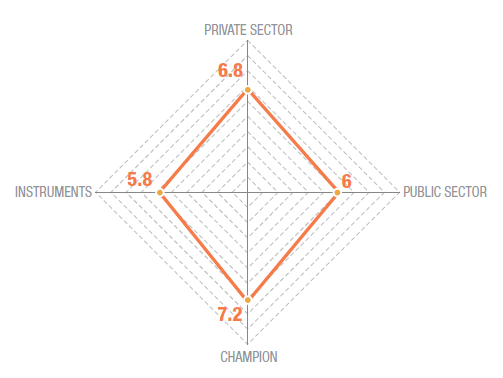 PRIVATE SECTOR
6.8
5.8
6
INSTRUMENTS
PUBLIC SECTOR
7.2
CHAMPION